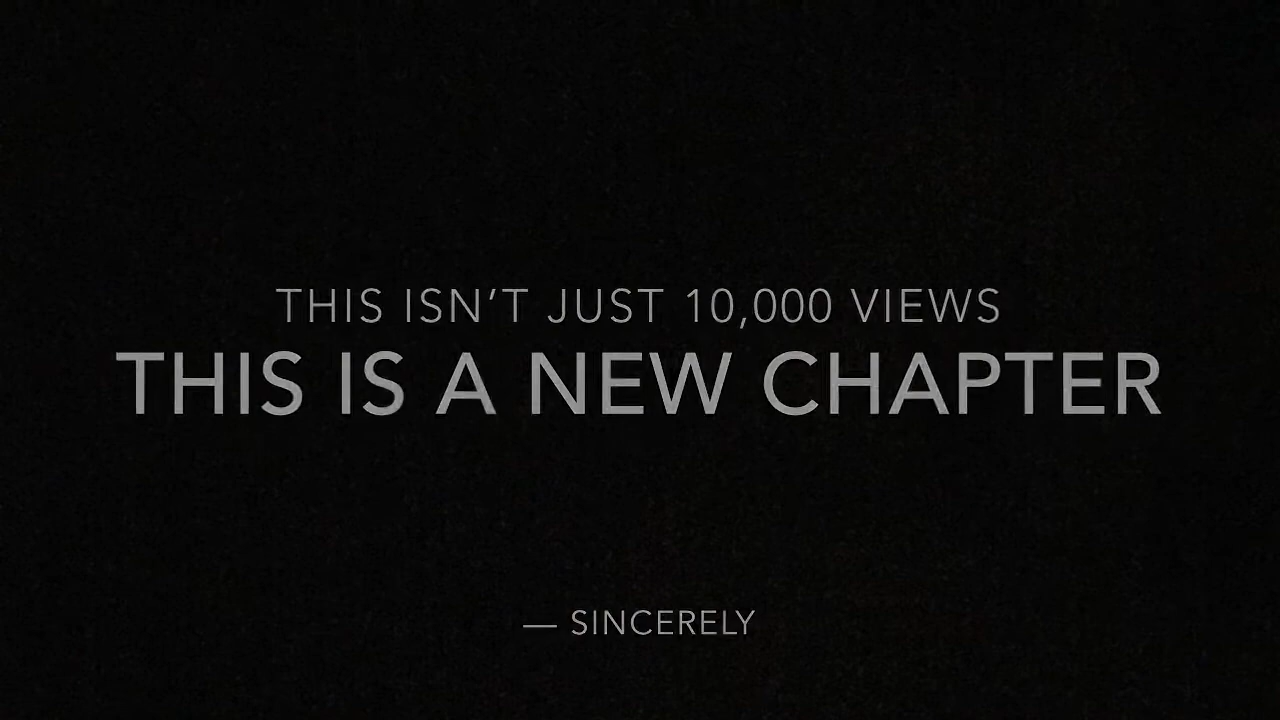 THIS ISN’T JUST 10,000 VIEWS
THIS IS A NEW CHAPTER
— SINCERELY